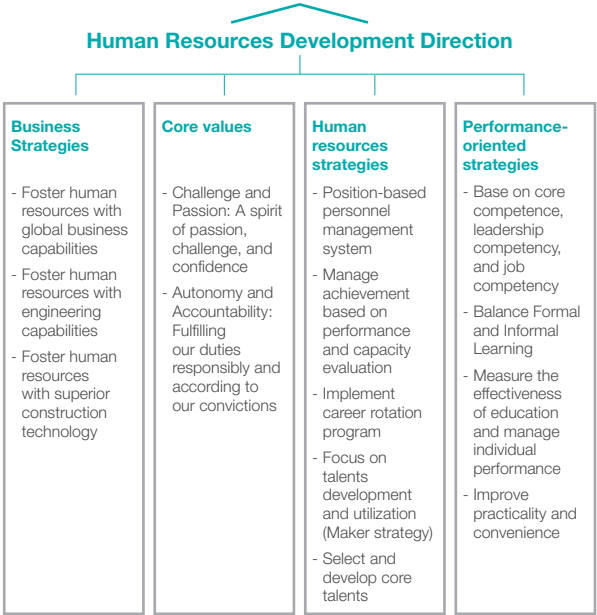 Human Resources Development Direction
Business
Strategies
- Foster human
resources with
global business
capabilities
- Foster human
resources with
engineering
capabilities
- Foster human
resources
with superior
construction
technology
Core values
- Challenge and
Passion: A spirit
of passion,
challenge, and
confidence
- Autonomy and
Accountability:
Fulfilling
our duties
responsibly and
according to
our convictions
Human
resources
strategies
- Position-based
personnel
management
system
- Manage
achievement
based on
performance
and capacity
evaluation
- Implement
career rotation
program
- Focus on
talents
development
and utilization
(Maker strategy)
- Select and
develop core
talents
Performance-
oriented
strategies
- Base on core
competence,
leadership
competency,
and job
competency
- Balance Formal
and Informal
Learning
- Measure the
effectiveness
of education
and manage
individual
performance
- Improve
practicality and
convenience